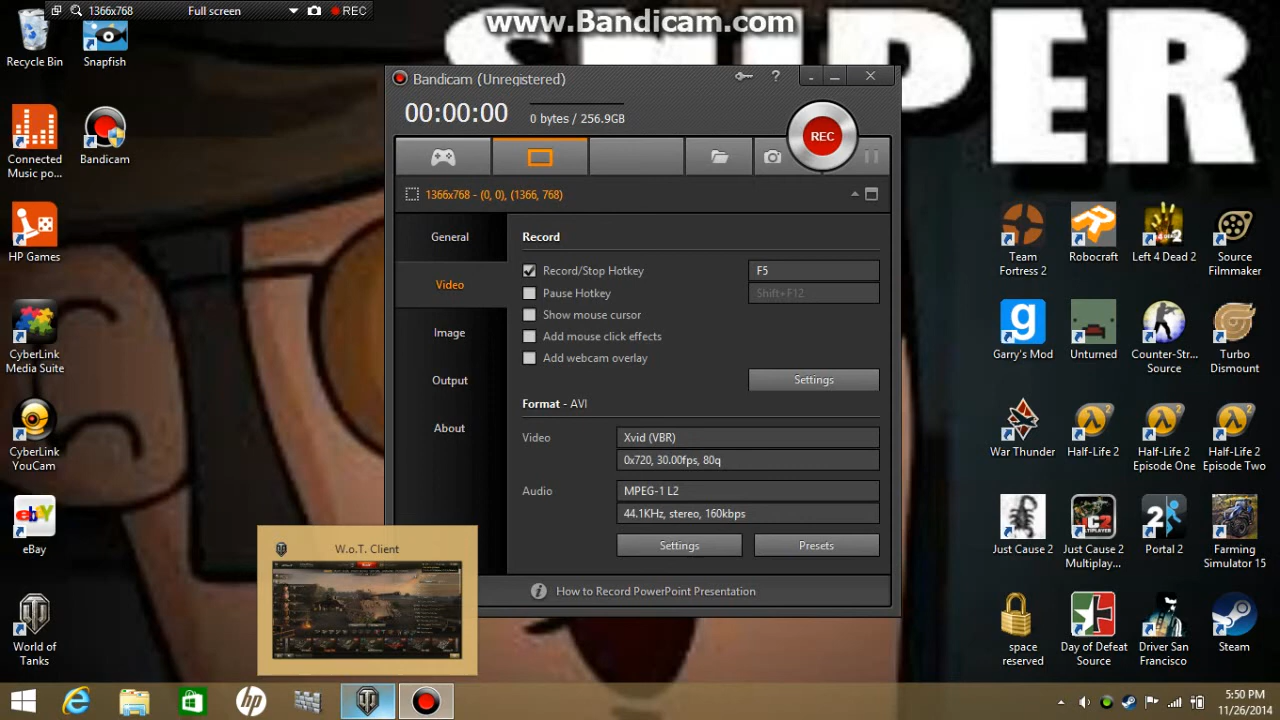 1366x768
Full screen
REC
www.Bandicam.com
SNIPER
Recycle Bin
Snapfish
Connected
Music po...
Bandicam
HP Games
CyberLink
Media Suite
CyberLink
YouCam
ebY
eBay
World of
Tanks
Bandicam (Unregistered)
?
00:00:00
0 bytes / 256.9GB
REC
1366x768 - (0, 0), (1366, 768)
General
Video
Image
Output
About
Record
Record/Stop Hotkey
F5
Pause Hotkey
Shift+F12
Show mouse cursor
Add mouse click effects
Add webcam overlay
Settings
Format - AVI
Video
Xvid (VBR)
0x720, 30.00fps, 80q
Audio
MPEG-1 L2
44.1KHz, stereo, 160kbps
Settings
Presets
How to Record PowerPoint Presentation
W.o.T. Client
Team
Fortress 2
Robocraft
Left 4 Dead 2
Source
Filmmaker
g
Garry's Mod
Unturned
Counter-Str...
Source
Turbo
Dismount
War Thunder
Half-Life 2
Half-Life 2
Episode One
Half-Life 2
Episode Two
Just Cause 2
Just Cause 2
Multiplay...
Portal 2
Farming
Simulator 15
space
reserved
Day of Defeat
Source
Driver San
Francisco
Steam
hp
5:50 PM
11/26/2014